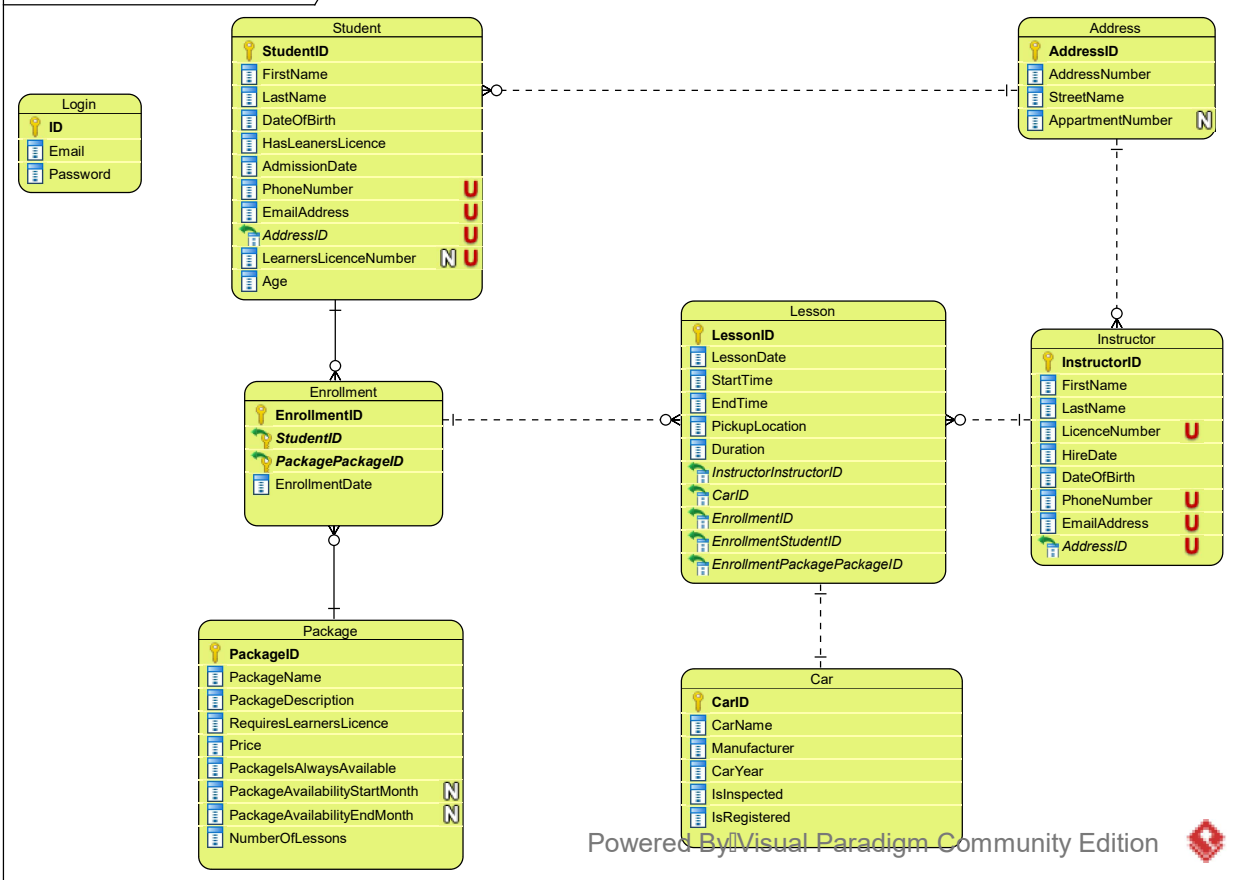 Student
StudentID
FirstName
LastName
DateOfBirth
HasLeanersLicence
AdmissionDate
PhoneNumber U
EmailAddress U
AddressID U
LearnersLicenceNumber N U
Age
Address
AddressID
AddressNumber
StreetName
AppartmentNumber N
Login
ID
Email
Password
Lesson
LessonID
LessonDate
StartTime
EndTime
PickupLocation
Duration
InstructorInstructorID
CarID
EnrollmentID
EnrollmentStudentID
EnrollmentPackagePackageID
Instructor
InstructorID
FirstName
LastName
LicenceNumber U
HireDate
DateOfBirth
PhoneNumber U
EmailAddress U
AddressID U
Enrollment
EnrollmentID
StudentID
PackagePackageID
EnrollmentDate
Package
PackageID
PackageName
PackageDescription
RequiresLearnersLicence
Price
PackageIsAlwaysAvailable
PackageAvailabilityStartMonth N
PackageAvailabilityEndMonth N
NumberOfLessons
Car
CarID
CarName
Manufacturer
CarYear
IsInspected
IsRegistered
Powered By Visual Paradigm Community Edition